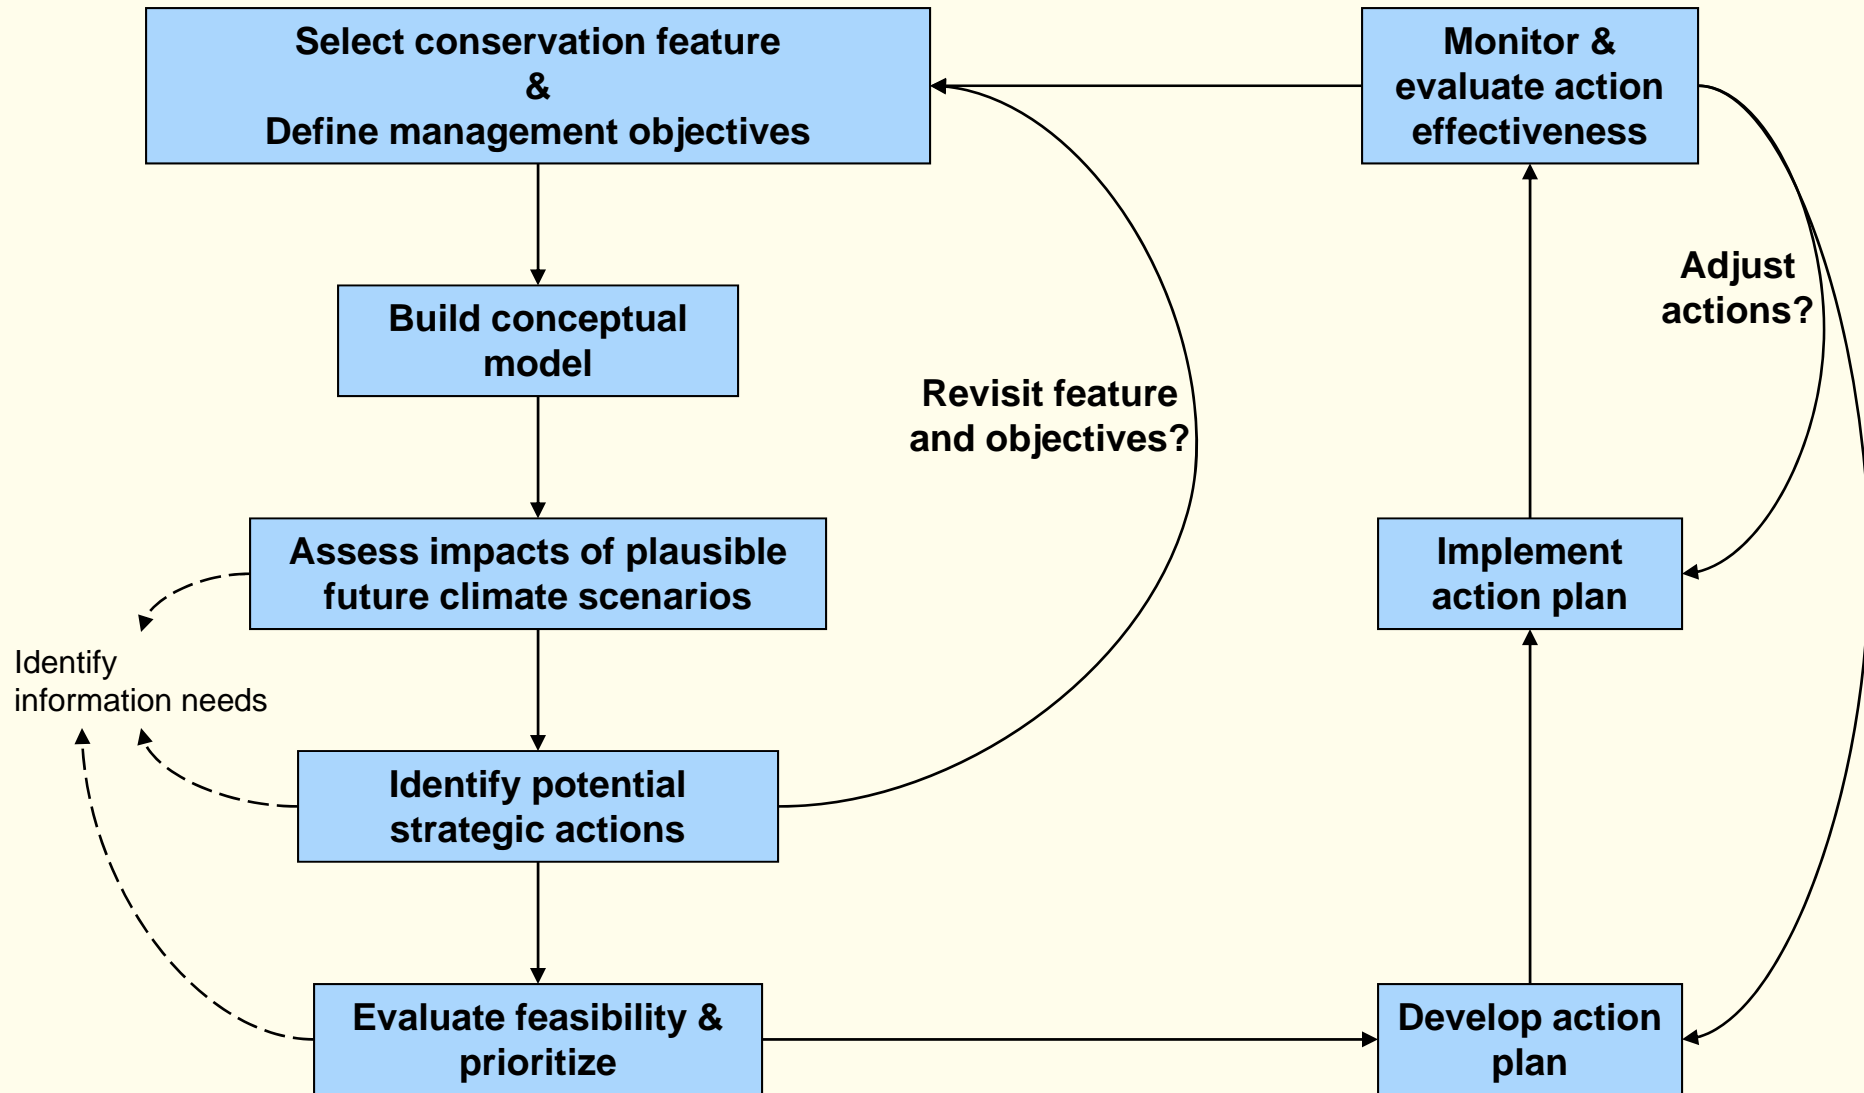 Select conservation feature
&
Define management objectives
Build conceptual
model
Assess impacts of plausible
future climate scenarios
Identify
information needs
Identify potential
strategic actions
Evaluate feasibility &
prioritize
Revisit feature
and objectives?
Monitor &
evaluate action
effectiveness
Adjust
actions?
Implement
action plan
Develop action
plan